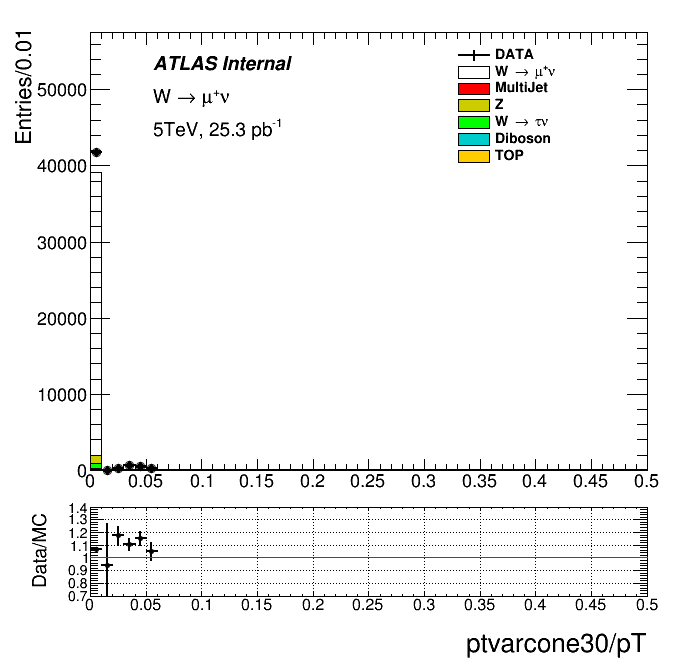 Entries/0.01
50000
40000
30000
20000
10000
0
ATLAS Internal
W → μ⁺ν
5TeV, 25.3 pb⁻¹
DATA
W → μ⁺ν
MultiJet
Z
W → τν
Diboson
TOP
0 0.05 0.1 0.15 0.2 0.25 0.3 0.35 0.4 0.45 0.5
Data/MC
1.4
1.3
1.2
1.1
1
0.9
0.8
0.7
0 0.05 0.1 0.15 0.2 0.25 0.3 0.35 0.4 0.45 0.5
ptvarcone30/pT